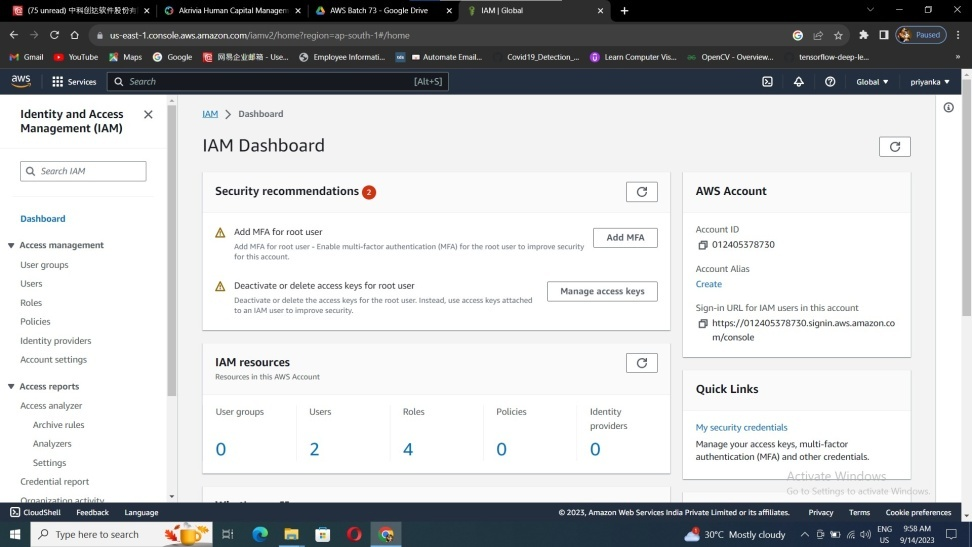 (75 unread) 中科创达软件股份有
Akrivia Human Capital Managem
AWS Batch 73 - Google Drive
IAM | Global
us-east-1.console.aws.amazon.com/iamv2/home?region=ap-south-1#/home
Paused
Gmail
YouTube
Maps
Google
网易企业邮箱 - Use...
Employee Informati...
Automate Email...
Covid19_Detection_...
Learn Computer Vis...
OpenCV - Overview...
tensorflow-deep-le...
aws
Services
Search
[Alt+S]
Global
priyanka
Identity and Access
Management (IAM)
Search IAM
Dashboard
Access management
User groups
Users
Roles
Policies
Identity providers
Account settings
Access reports
Access analyzer
Archive rules
Analyzers
Settings
Credential report
Organization activity
IAM > Dashboard
IAM Dashboard
Security recommendations 2
Add MFA for root user
Add MFA for root user - Enable multi-factor authentication (MFA) for the root user to improve security
for this account.
Add MFA
Deactivate or delete access keys for root user
Deactivate or delete the access keys for the root user. Instead, use access keys attached
to an IAM user to improve security.
Manage access keys
IAM resources
Resources in this AWS Account
User groups
0
Users
2
Roles
4
Policies
0
Identity
providers
0
AWS Account
Account ID
012405378730
Account Alias
Create
Sign-in URL for IAM users in this account
https://012405378730.signin.aws.amazon.co
m/console
Quick Links
My security credentials
Manage your access keys, multi-factor
authentication (MFA) and other credentials.
Activate Windows
Go to Settings to activate Windows.
CloudShell
Feedback
Language
© 2023, Amazon Web Services India Private Limited or its affiliates.
Privacy
Terms
Cookie preferences
Type here to search
30°C Mostly cloudy
ENG
US
9:58 AM
9/14/2023